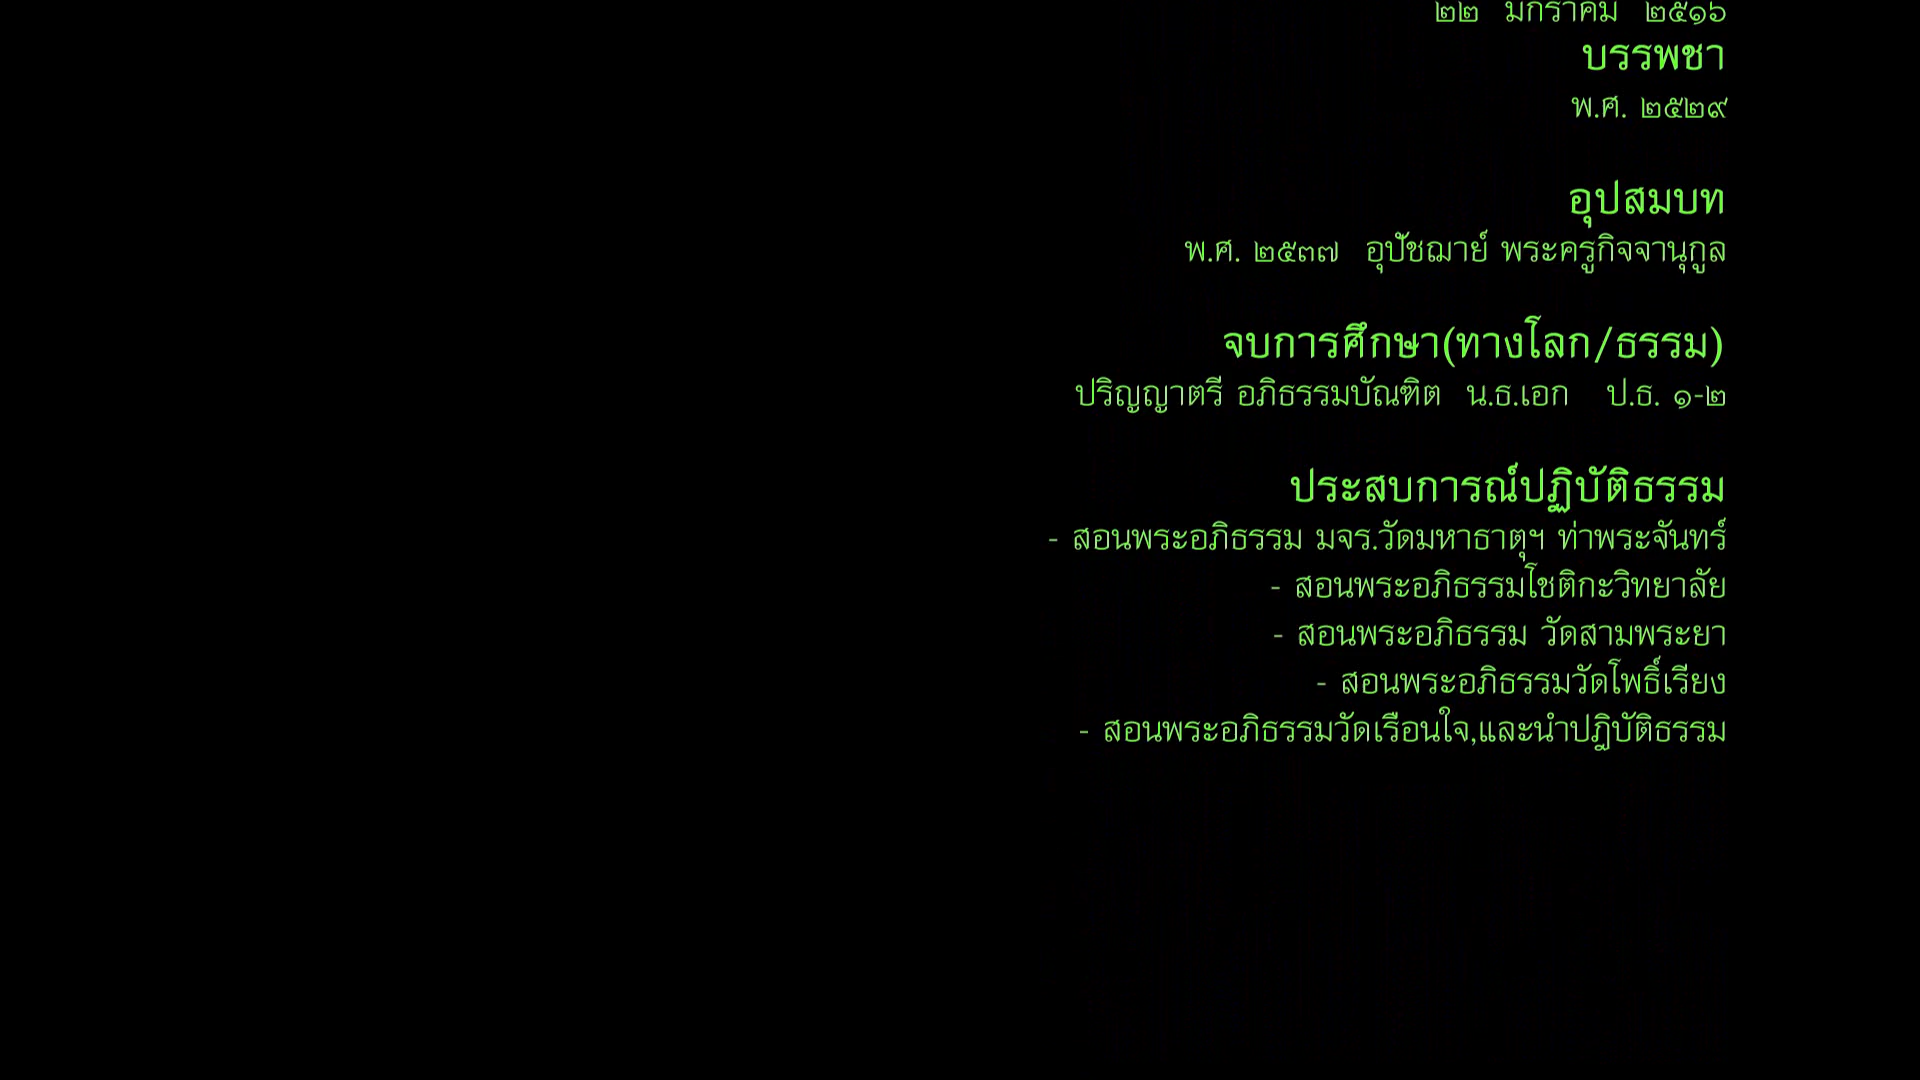 ๒๒ มกราคม ๒๕๑๖
บรรพชา
พ.ศ. ๒๕๒๙
อุปสมบท
พ.ศ. ๒๕๓๗ อุปัชฌาย์ พระครูกิจจานุกูล
จบการศึกษา(ทางโลก/ธรรม)
ปริญญาตรี อภิธรรมบัณฑิต น.ธ.เอก ป.ธ. ๑-๒
ประสบการณ์ปฏิบัติธรรม
- สอนพระอภิธรรม มจร.วัดมหาธาตุฯ ท่าพระจันทร์
- สอนพระอภิธรรมโชติกะวิทยาลัย
- สอนพระอภิธรรม วัดสามพระยา
- สอนพระอภิธรรมวัดโพธิ์เรียง
- สอนพระอภิธรรมวัดเรือนใจ,และนำปฎิบัติธรรม